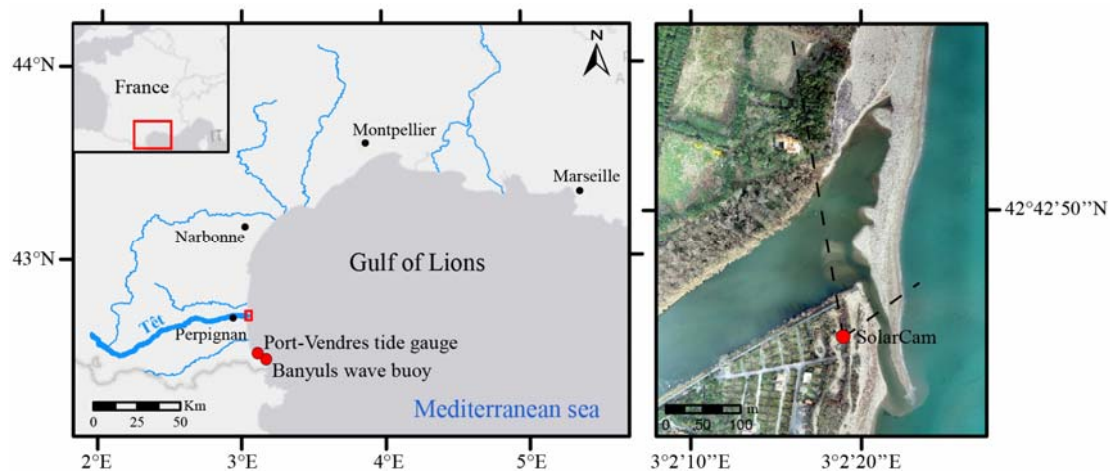 44°N
43°N
France
IT
Montpellier
Marseille
Narbonne
Gulf of Lions
Têt
Perpignan
Port-Vendres tide gauge
Banyuls wave buoy
Mediterranean sea
Km
0 25 50
2°E
3°E
4°E
5°E
42°42'50''N
SolarCam
m
0 50 100
3°2'10''E
3°2'20''E